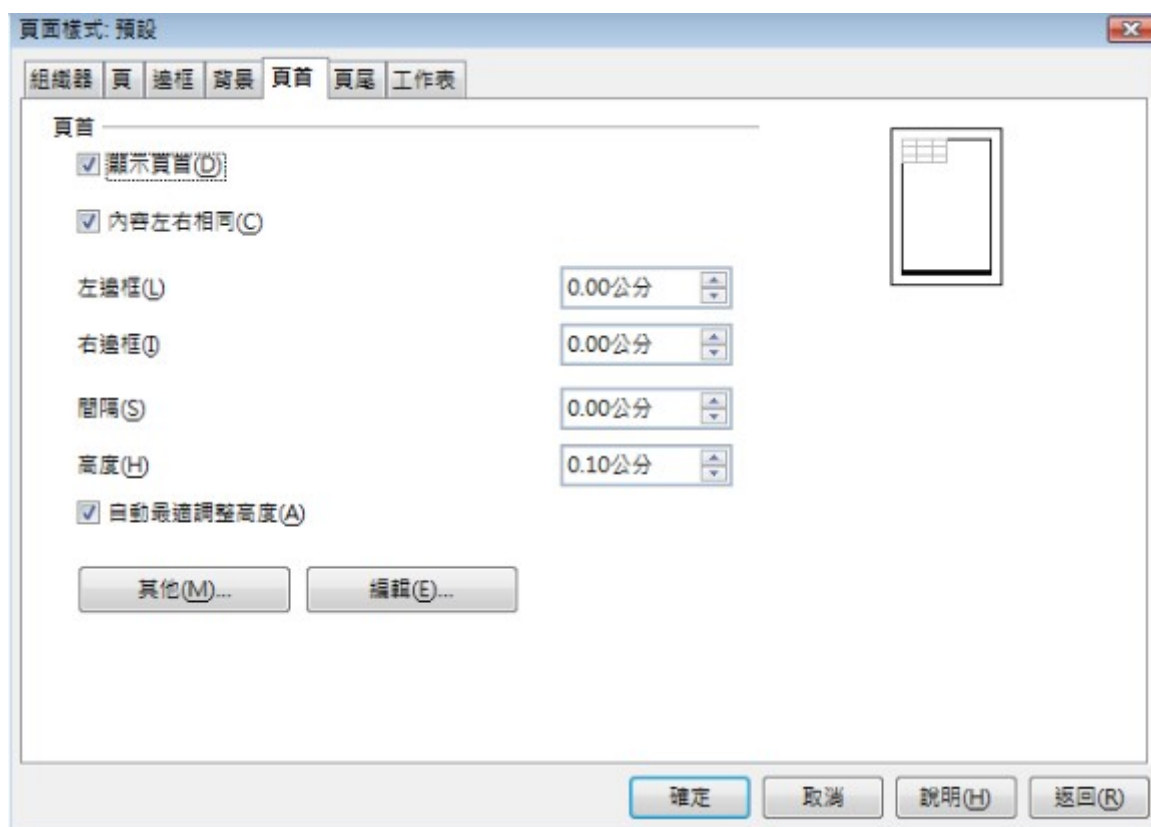 頁面樣式: 預設
組織器 頁 邊框 背景 頁首 頁尾 工作表
頁首
顯示頁首(D)
內容左右相同(C)
左邊框(L) 0.00公分
右邊框(I) 0.00公分
間隔(S) 0.00公分
高度(H) 0.10公分
自動最適調整高度(A)
其他(M)... 編輯(E)...
確定 取消 說明(H) 返回(R)